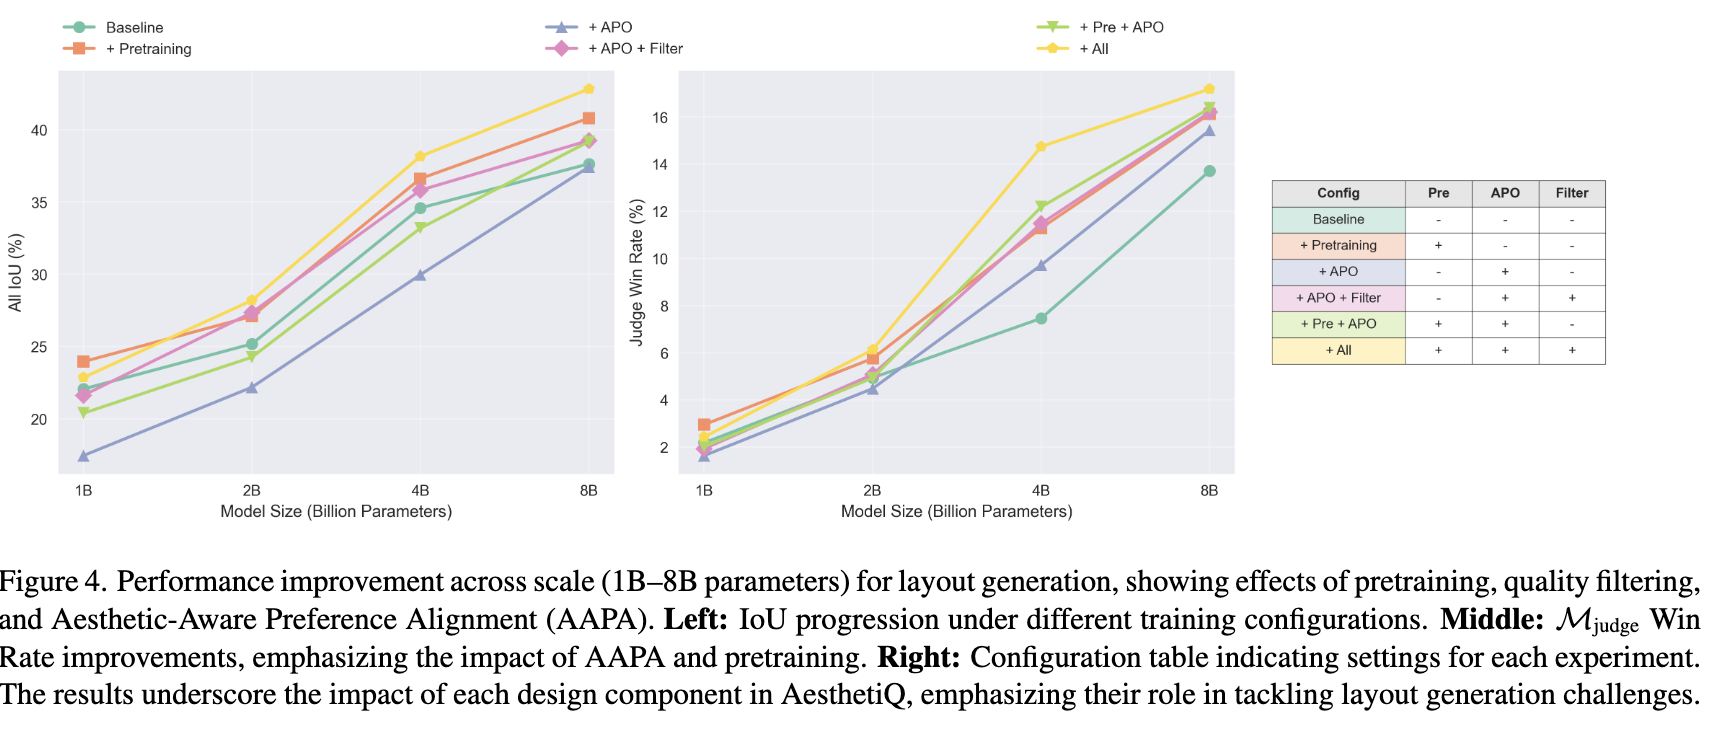 Baseline
+ Pretraining
+ APO
+ APO + Filter
+ Pre + APO
+ All
All IoU (%)
40
35
30
25
20
1B 2B 4B 8B
Model Size (Billion Parameters)
Judge Win Rate (%)
16
14
12
10
8
6
4
2
1B 2B 4B 8B
Model Size (Billion Parameters)
Config Pre APO Filter
Baseline - - -
+ Pretraining + - -
+ APO - + -
+ APO + Filter - + +
+ Pre + APO + + -
+ All + + +
Figure 4. Performance improvement across scale (1B–8B parameters) for layout generation, showing effects of pretraining, quality filtering,
and Aesthetic-Aware Preference Alignment (AAPA). Left: IoU progression under different training configurations. Middle: ℳjudge Win
Rate improvements, emphasizing the impact of AAPA and pretraining. Right: Configuration table indicating settings for each experiment.
The results underscore the impact of each design component in AesthetiQ, emphasizing their role in tackling layout generation challenges.